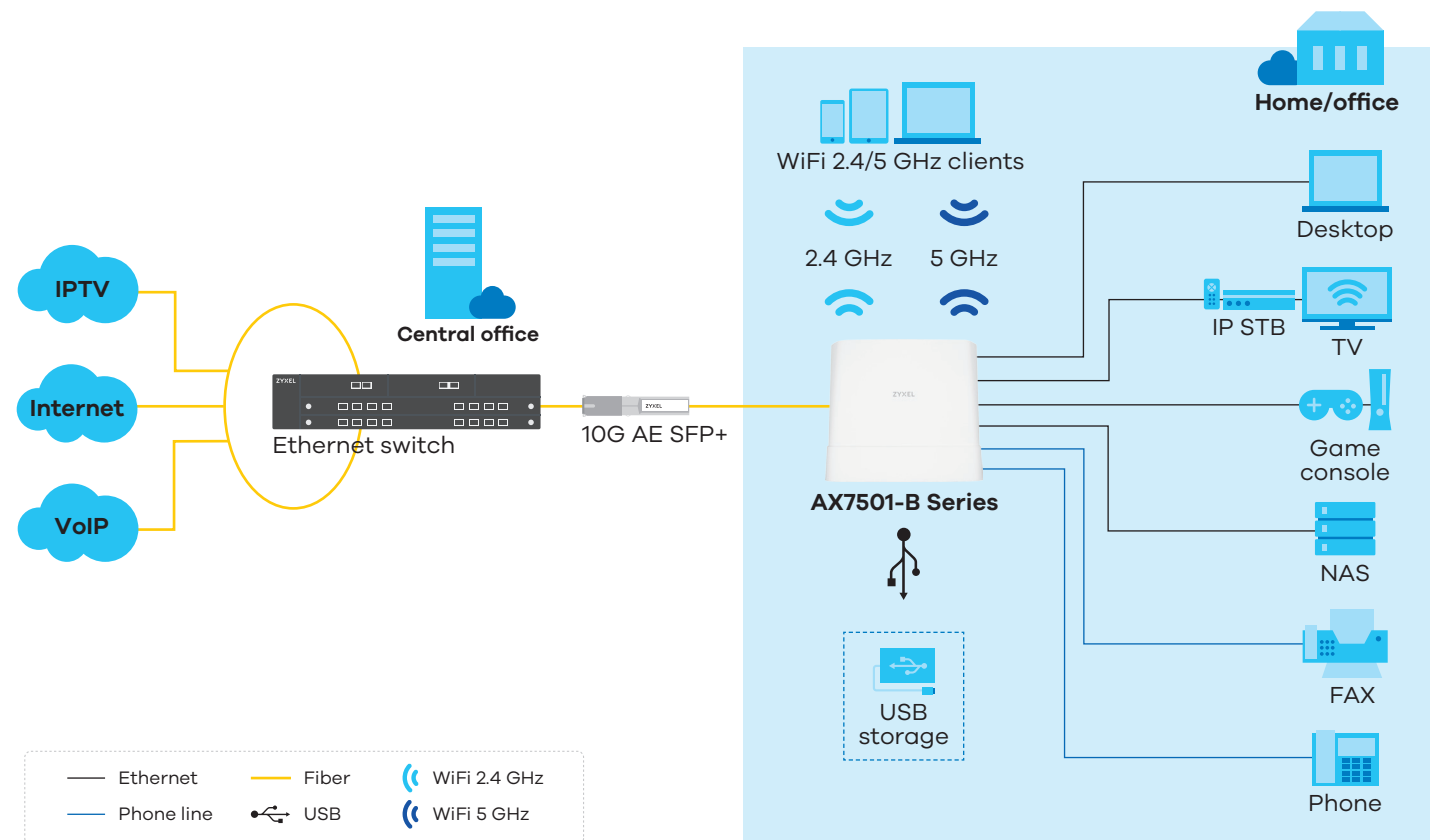 Home/office
WiFi 2.4/5 GHz clients
2.4 GHz
5 GHz
Desktop
IPTV
Central office
IP STB
TV
Internet
ZYXEL
ZYXEL
ZYXEL
Ethernet switch
10G AE SFP+
Game
console
AX7501-B Series
VoIP
NAS
FAX
USB
storage
Phone
Ethernet
Fiber
WiFi 2.4 GHz
Phone line
USB
WiFi 5 GHz